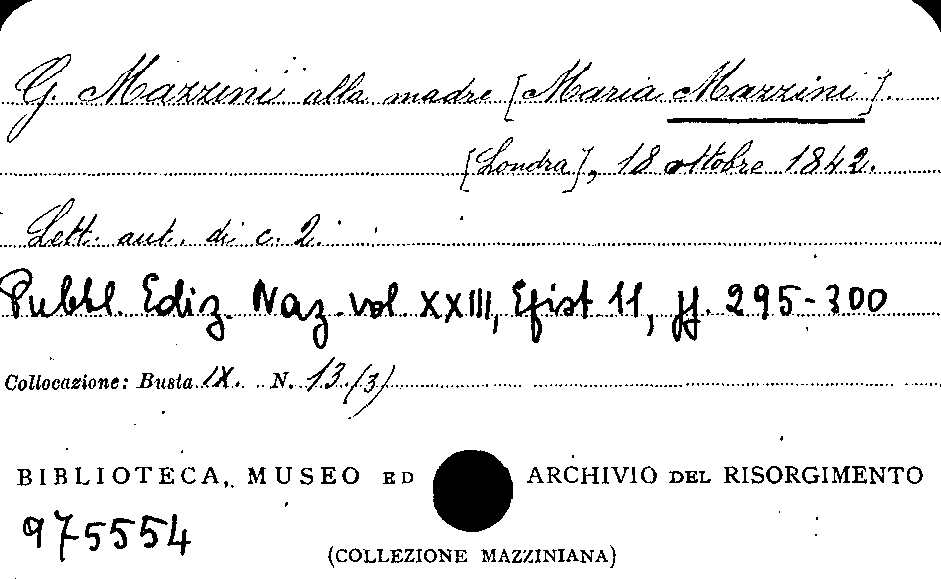 G. Mazzini alla madre [Maria Mazzini].
[Londra], 18 ottobre 1842.
Lett. aut. di c. 2.
Pubbl. Ediz. Naz. vol. XXIII, Epist 11, pp. 295-300
Collocazione: Busta IX. N. 13 (3)
BIBLIOTECA, MUSEO ED ARCHIVIO DEL RISORGIMENTO
975554
(COLLEZIONE MAZZINIANA)